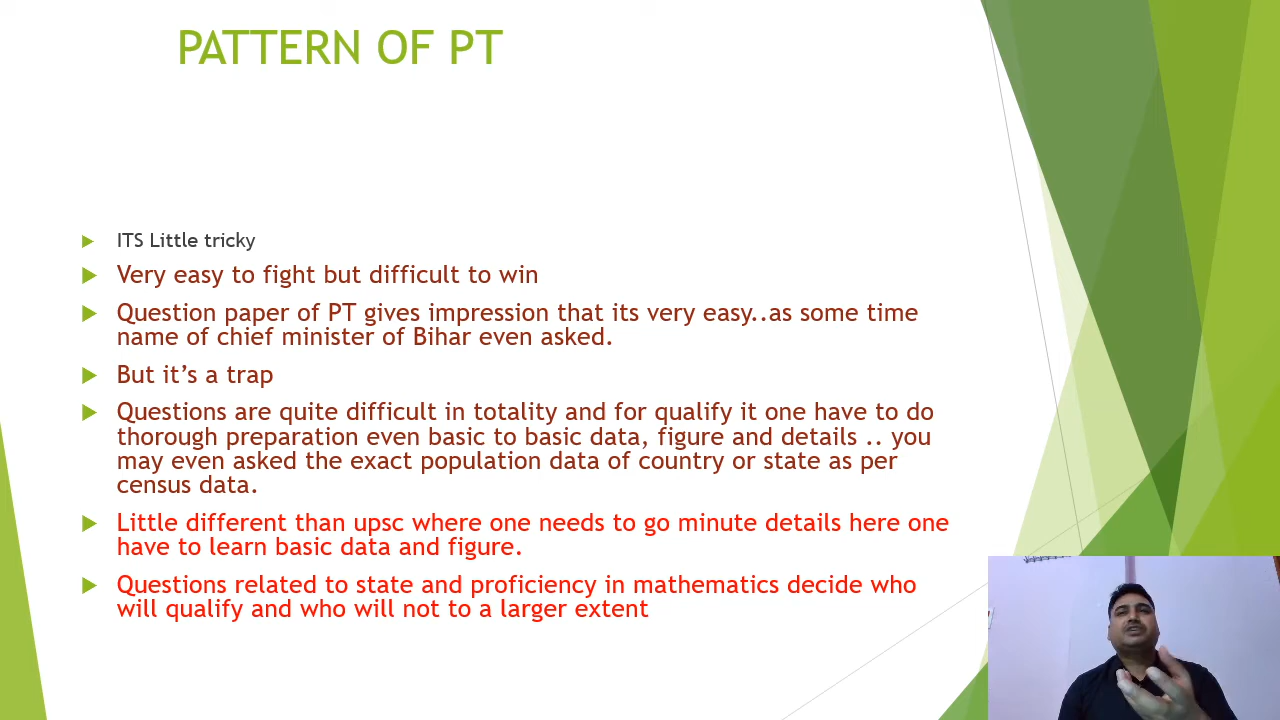 PATTERN OF PT
ITS Little tricky
Very easy to fight but difficult to win
Question paper of PT gives impression that its very easy..as some time
name of chief minister of Bihar even asked.
But it’s a trap
Questions are quite difficult in totality and for qualify it one have to do
thorough preparation even basic to basic data, figure and details .. you
may even asked the exact population data of country or state as per
census data.
Little different than upsc where one needs to go minute details here one
have to learn basic data and figure.
Questions related to state and proficiency in mathematics decide who
will qualify and who will not to a larger extent